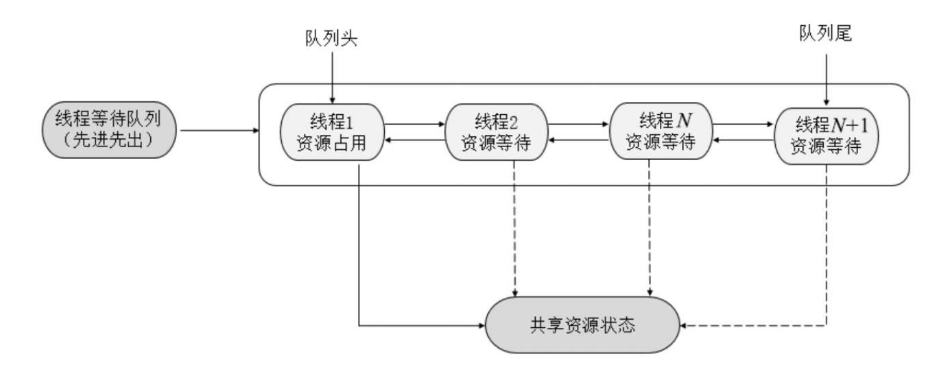 队列头
队列尾
线程等待队列
（先进先出）
线程1
资源占用
线程2
资源等待
线程N
资源等待
线程N+1
资源等待
共享资源状态